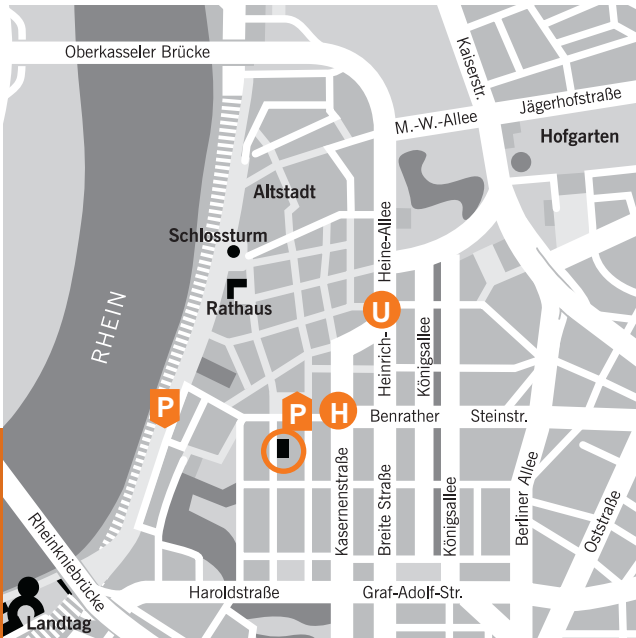 Oberkasseler Brücke
Kaiserstr.
Jägerhofstraße
M.-W.-Allee
Hofgarten
Altstadt
Schlossturm
Heine-Allee
Rathaus
RHEIN
U
Heinrich-
Königsallee
P
P
H
Benrather
Steinstr.
Kasernenstraße
Breite Straße
Königsallee
Berliner Allee
Oststraße
Rheinkniebrücke
Haroldstraße
Graf-Adolf-Str.
Landtag